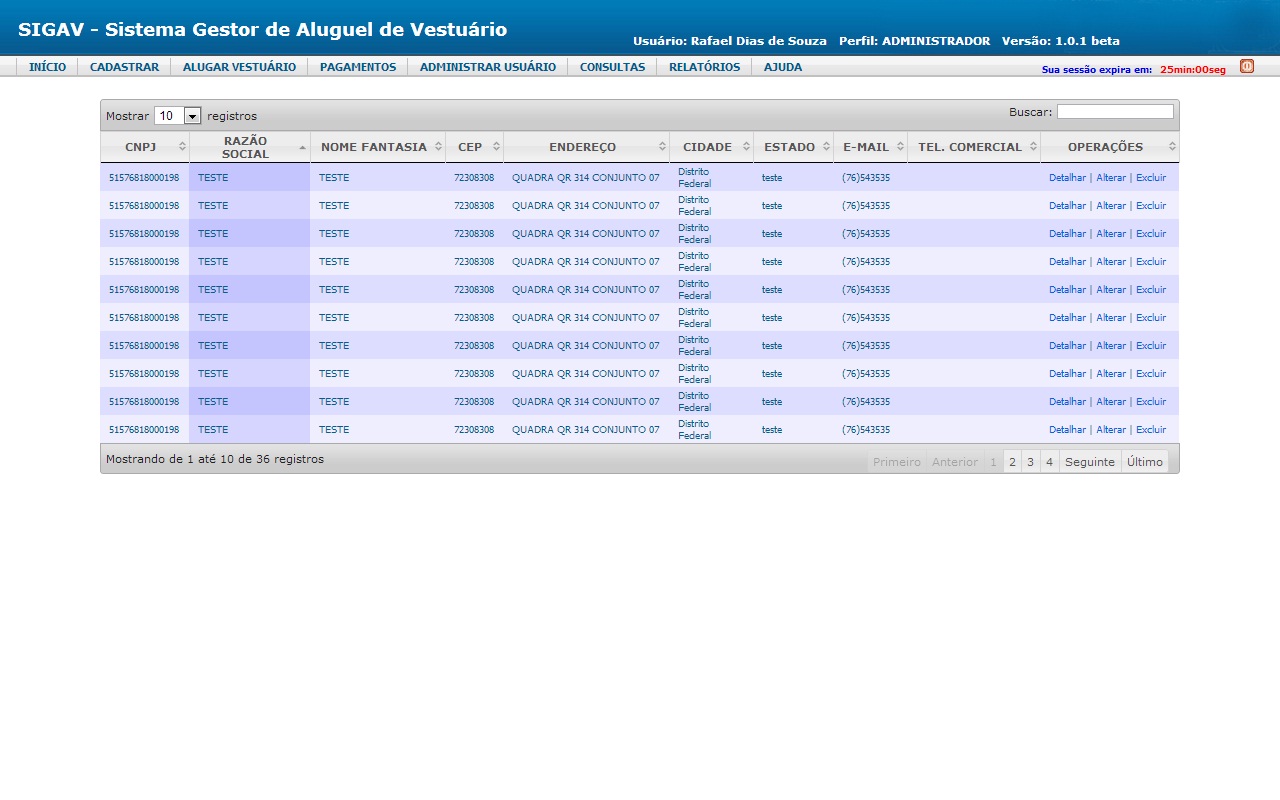 SIGAV - Sistema Gestor de Aluguel de Vestuário
Usuário: Rafael Dias de Souza Perfil: ADMINISTRADOR Versão: 1.0.1 beta
INÍCIO CADASTRAR ALUGAR VESTUÁRIO PAGAMENTOS ADMINISTRAR USUÁRIO CONSULTAS RELATÓRIOS AJUDA
Sua sessão expira em: 25min:00seg
Mostrar 10 registros
Buscar:
CNPJ RAZÃO SOCIAL NOME FANTASIA CEP ENDEREÇO CIDADE ESTADO E-MAIL TEL. COMERCIAL OPERAÇÕES
51576818000198 TESTE TESTE 72308308 QUADRA QR 314 CONJUNTO 07 Distrito Federal teste (76)543535 Detalhar | Alterar | Excluir
51576818000198 TESTE TESTE 72308308 QUADRA QR 314 CONJUNTO 07 Distrito Federal teste (76)543535 Detalhar | Alterar | Excluir
51576818000198 TESTE TESTE 72308308 QUADRA QR 314 CONJUNTO 07 Distrito Federal teste (76)543535 Detalhar | Alterar | Excluir
51576818000198 TESTE TESTE 72308308 QUADRA QR 314 CONJUNTO 07 Distrito Federal teste (76)543535 Detalhar | Alterar | Excluir
51576818000198 TESTE TESTE 72308308 QUADRA QR 314 CONJUNTO 07 Distrito Federal teste (76)543535 Detalhar | Alterar | Excluir
51576818000198 TESTE TESTE 72308308 QUADRA QR 314 CONJUNTO 07 Distrito Federal teste (76)543535 Detalhar | Alterar | Excluir
51576818000198 TESTE TESTE 72308308 QUADRA QR 314 CONJUNTO 07 Distrito Federal teste (76)543535 Detalhar | Alterar | Excluir
51576818000198 TESTE TESTE 72308308 QUADRA QR 314 CONJUNTO 07 Distrito Federal teste (76)543535 Detalhar | Alterar | Excluir
51576818000198 TESTE TESTE 72308308 QUADRA QR 314 CONJUNTO 07 Distrito Federal teste (76)543535 Detalhar | Alterar | Excluir
51576818000198 TESTE TESTE 72308308 QUADRA QR 314 CONJUNTO 07 Distrito Federal teste (76)543535 Detalhar | Alterar | Excluir
Mostrando de 1 até 10 de 36 registros
Primeiro Anterior 1 2 3 4 Seguinte Último